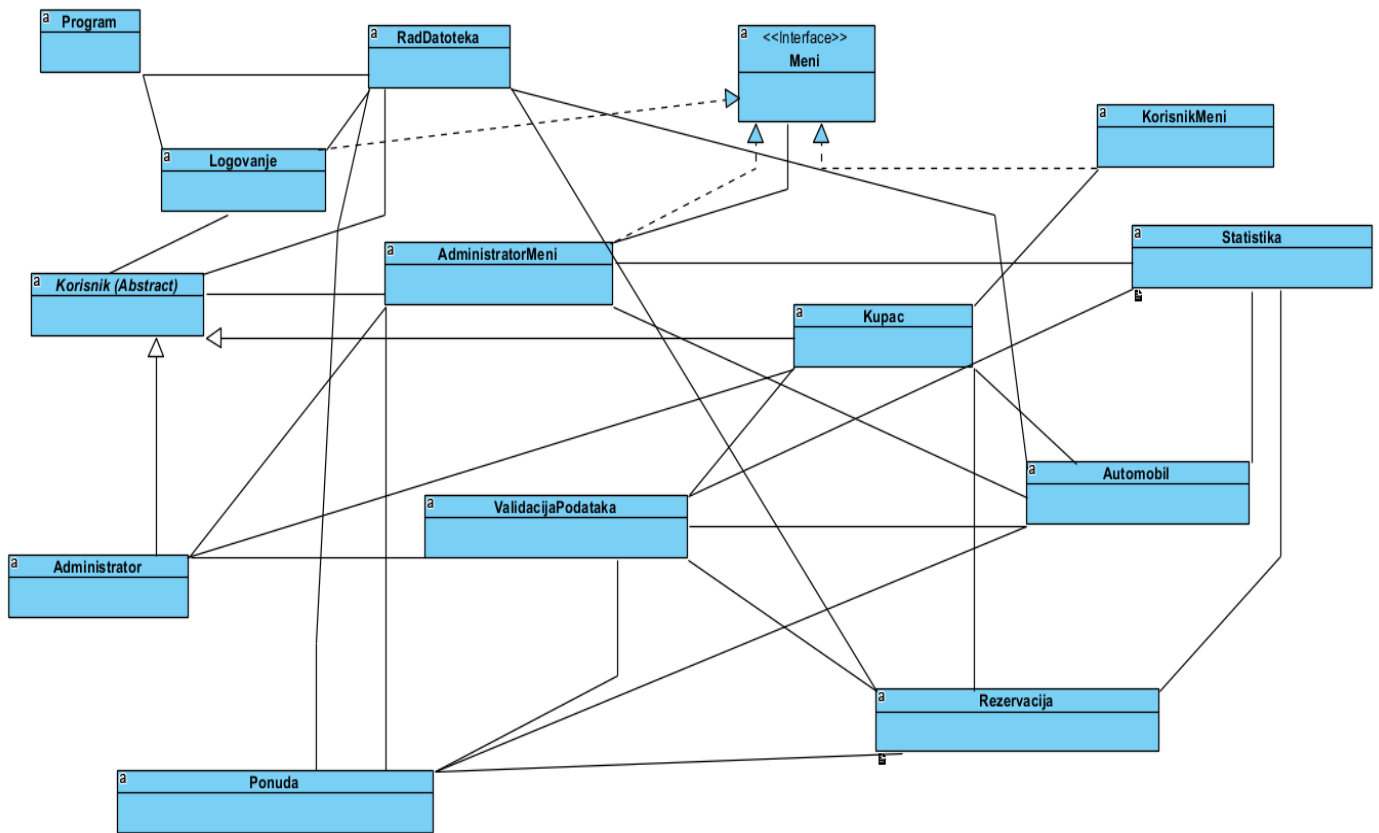 a
Program
a
RadDatoteka
a
<<Interface>>
Meni
a
KorisnikMeni
a
Logovanje
a
Statistika
a
AdministratorMeni
a
Korisnik (Abstract)
a
Kupac
a
Automobil
a
ValidacijaPodataka
a
Administrator
a
Rezervacija
a
Ponuda